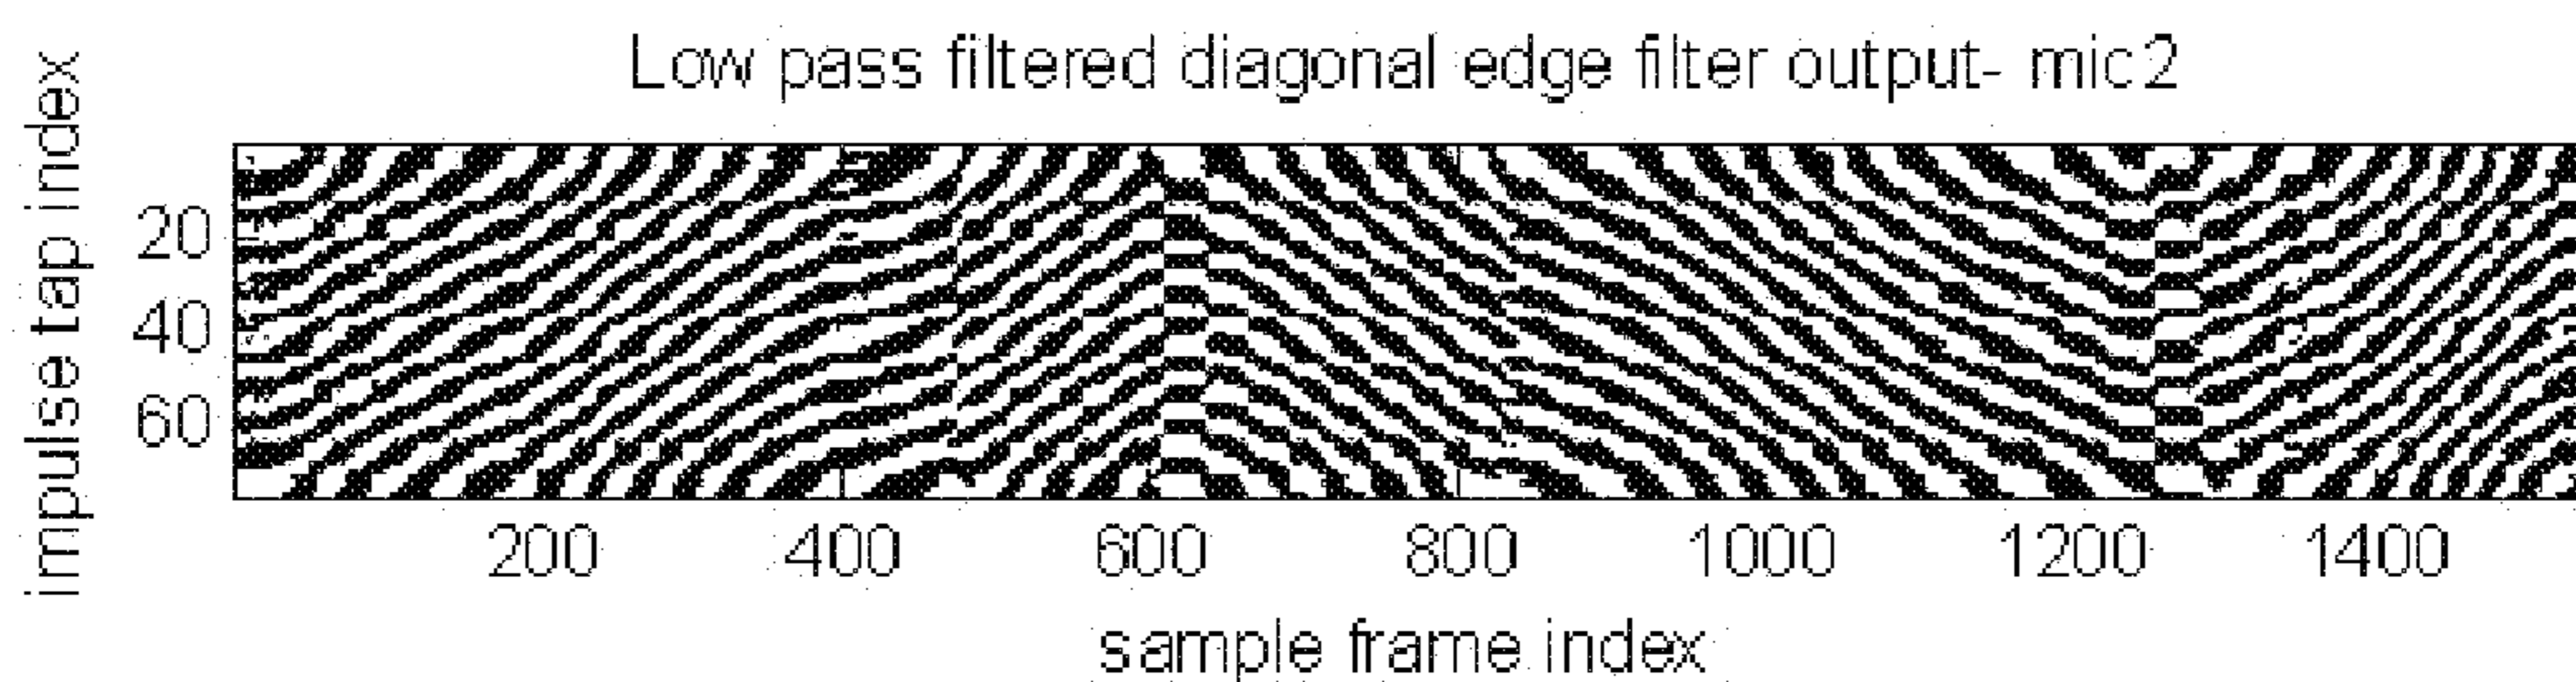 Low pass filtered diagonal edge filter output- mic2
impulse tap index
20
40
60
200 400 600 800 1000 1200 1400
sample frame index